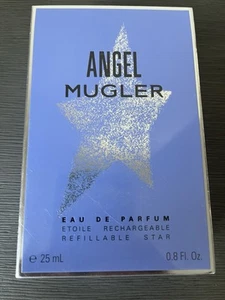 ANGEL
MUGLER
EAU DE PARFUM
ETOILE RECHARGEABLE
REFILLABLE STAR
e 25 mL 0.8 Fl. Oz.